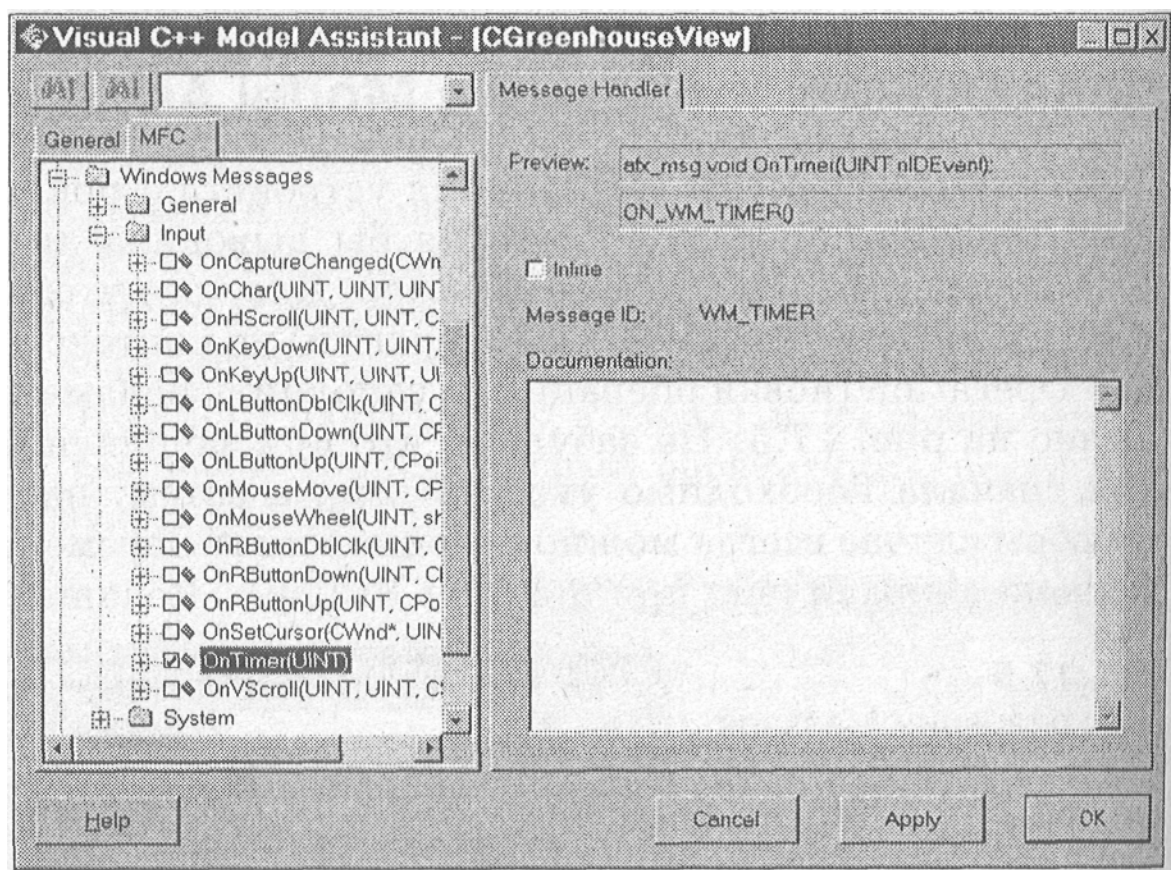 Visual C++ Model Assistant - [CGreenhouseView]
General MFC
Windows Messages
General
Input
OnCaptureChanged(CWn
OnChar(UINT, UINT, UINT
OnHScroll(UINT, UINT, C
OnKeyDown(UINT, UINT,
OnKeyUp(UINT, UINT, UI
OnLButtonDblClk(UINT, C
OnLButtonDown(UINT, CP
OnLButtonUp(UINT, CPoi
OnMouseMove(UINT, CP
OnMouseWheel(UINT, sh
OnRButtonDblClk(UINT, C
OnRButtonDown(UINT, CP
OnRButtonUp(UINT, CPo
OnSetCursor(CWnd*, UIN
OnTimer(UINT)
OnVScroll(UINT, UINT, C
System
Message Handler
Preview: afx_msg void OnTimer(UINT nIDEvent);
ON_WM_TIMER()
Inline
Message ID: WM_TIMER
Documentation:
Help Cancel Apply OK